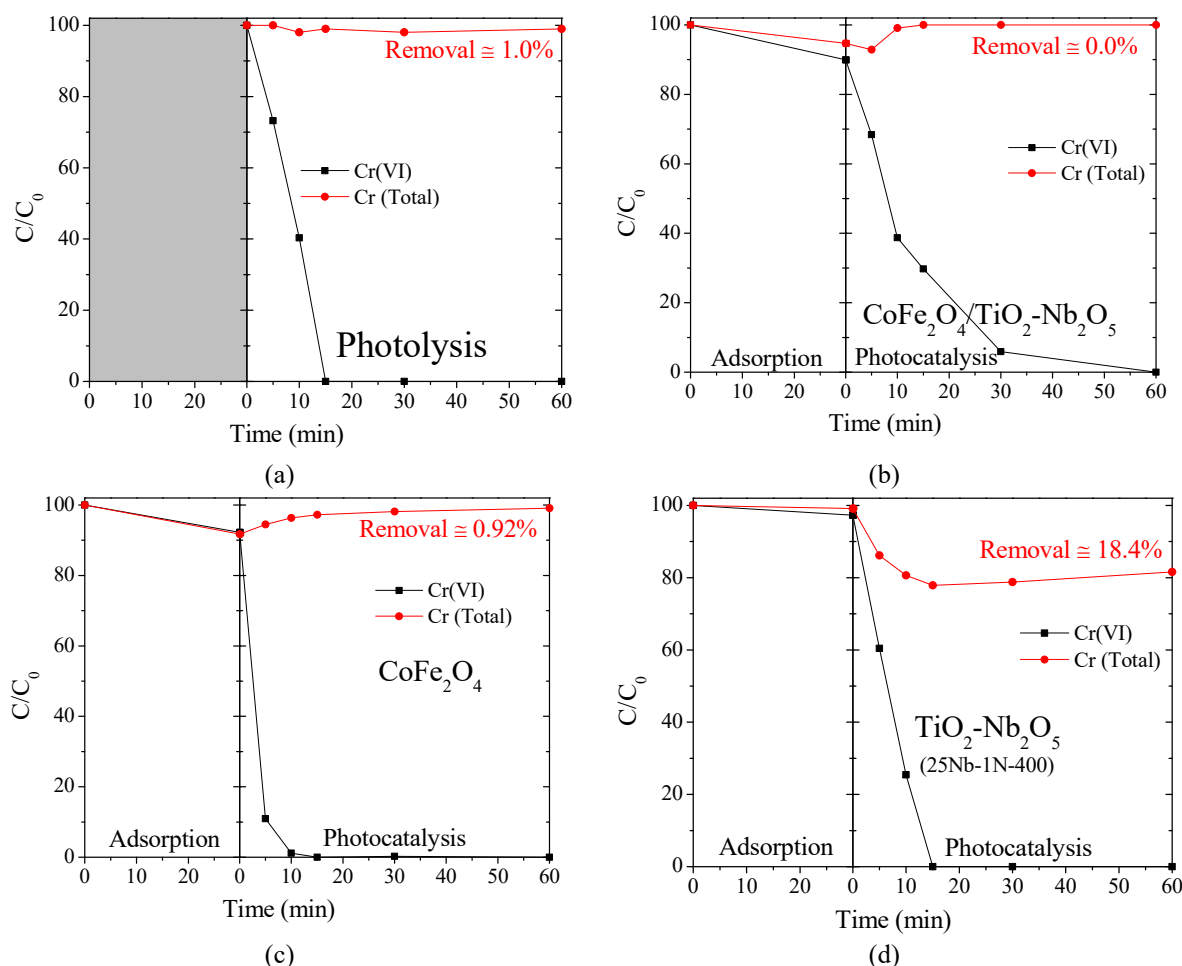 100
80
60
40
20
0
C/C₀
Removal ≅ 1.0%
Cr(VI)
Cr (Total)
Photolysis
0 10 20 0 10 20 30 40 50 60
Time (min)
(a)
100
80
60
40
20
0
C/C₀
Removal ≅ 0.0%
Cr(VI)
Cr (Total)
CoFe₂O₄/TiO₂-Nb₂O₅
Adsorption Photocatalysis
0 10 20 0 10 20 30 40 50 60
Time (min)
(b)
100
80
60
40
20
0
C/C₀
Removal ≅ 0.92%
Cr(VI)
Cr (Total)
CoFe₂O₄
Adsorption Photocatalysis
0 10 20 0 10 20 30 40 50 60
Time (min)
(c)
100
80
60
40
20
0
C/C₀
Removal ≅ 18.4%
Cr(VI)
Cr (Total)
TiO₂-Nb₂O₅
(25Nb-1N-400)
Adsorption Photocatalysis
0 10 20 0 10 20 30 40 50 60
Time (min)
(d)